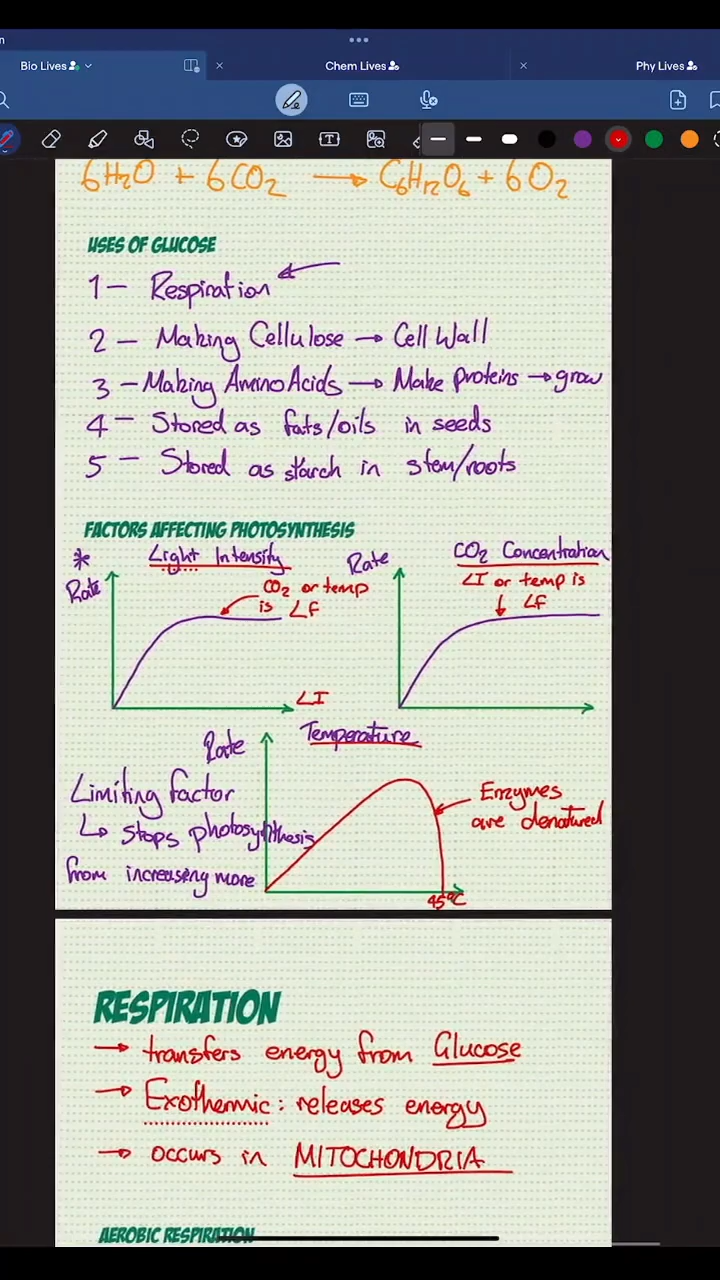 Bio Lives
Chem Lives
Phy Lives
6H2O + 6CO2 → C6H12O6 + 6O2
USES OF GLUCOSE
1 — Respiration
2 — Making Cellulose → Cell Wall
3 — Making Amino Acids → Make proteins → grow
4 — Stored as fats/oils in seeds
5 — Stored as starch in stem/roots
FACTORS AFFECTING PHOTOSYNTHESIS
* Light Intensity
Rate
CO2 or temp
is LF
LI
CO2 Concentration
Rate
LI or temp is
LF
Temperature
Rate
Enzymes
are denatured
45°C
Limiting factor
↳ stops photosynthesis
from increasing more
RESPIRATION
→ transfers energy from Glucose
→ Exothermic: releases energy
→ occurs in MITOCHONDRIA
AEROBIC RESPIRATION